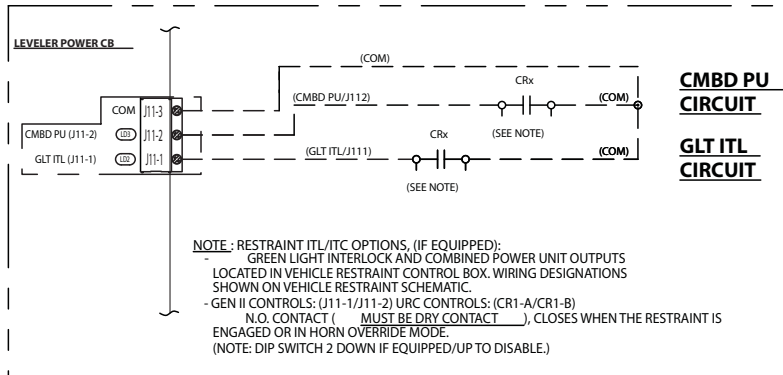 LEVELER POWER CB
(COM)
CRx
CMBD PU
CIRCUIT
COM J11-3
(CMBD PU/J112)
(COM)
CMBD PU (J11-2) LD3 J11-2
(SEE NOTE)
GLT ITL
CIRCUIT
CRx
GLT ITL (J11-1) LD2 J11-1
(GLT ITL/J111)
(COM)
(SEE NOTE)
NOTE : RESTRAINT ITL/ITC OPTIONS, (IF EQUIPPED):
- GREEN LIGHT INTERLOCK AND COMBINED POWER UNIT OUTPUTS
LOCATED IN VEHICLE RESTRAINT CONTROL BOX. WIRING DESIGNATIONS
SHOWN ON VEHICLE RESTRAINT SCHEMATIC.
- GEN II CONTROLS: (J11-1/J11-2) URC CONTROLS: (CR1-A/CR1-B)
N.O. CONTACT ( MUST BE DRY CONTACT ), CLOSES WHEN THE RESTRAINT IS
ENGAGED OR IN HORN OVERRIDE MODE.
(NOTE: DIP SWITCH 2 DOWN IF EQUIPPED/UP TO DISABLE.)